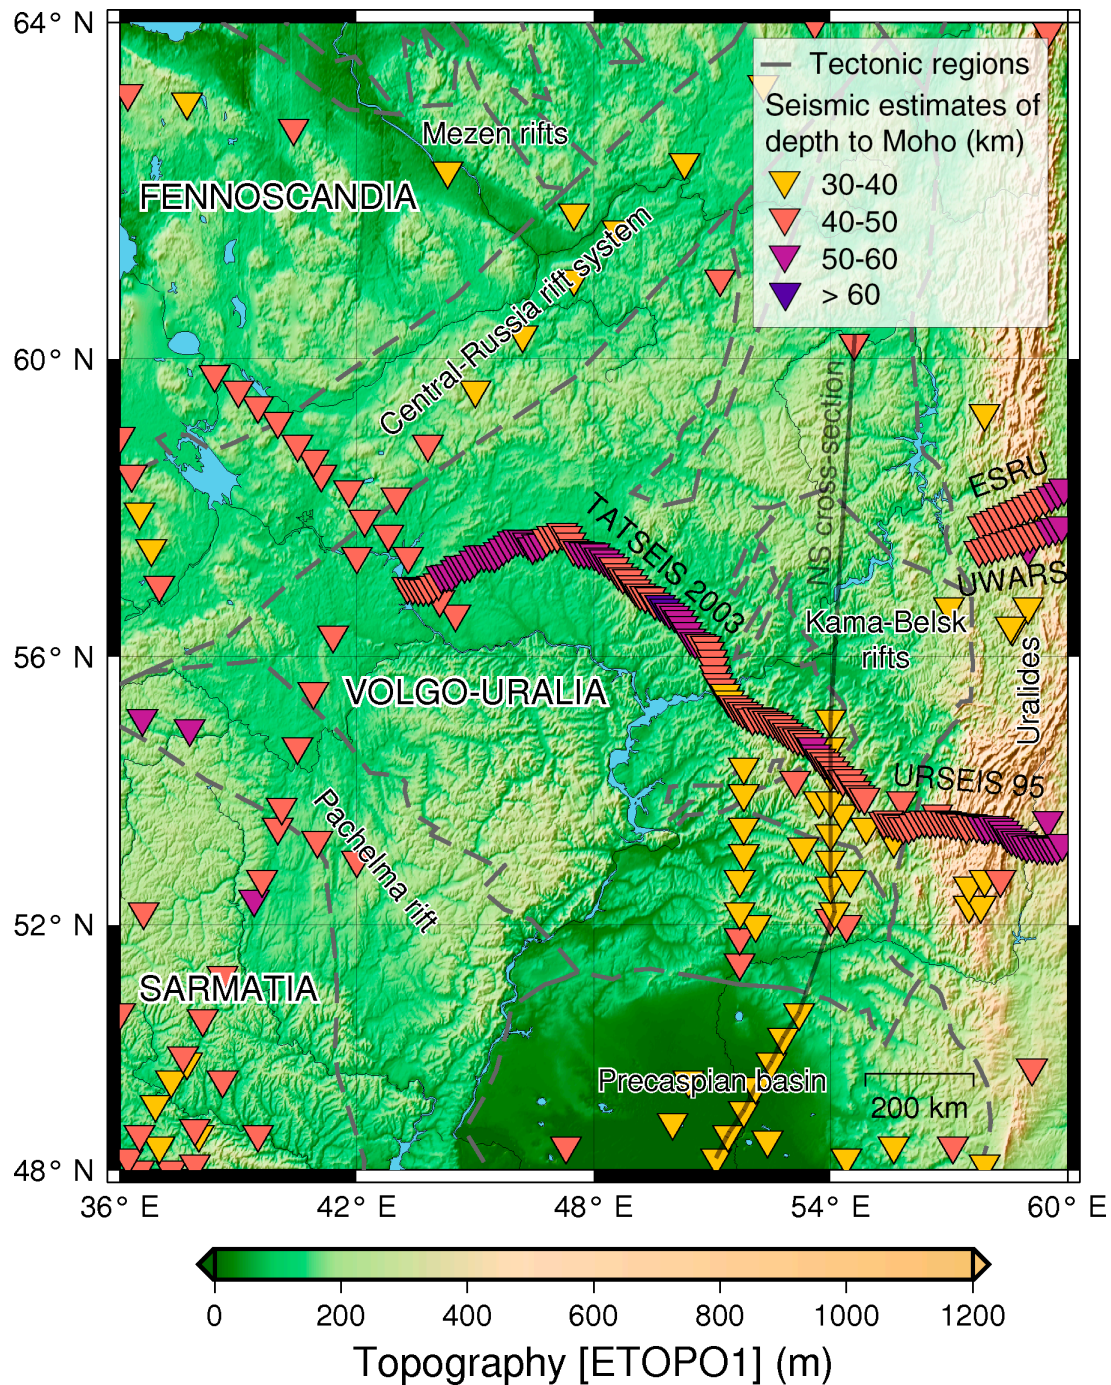 64° N
60° N
56° N
52° N
48° N
36° E
42° E
48° E
54° E
60° E
Tectonic regions
Seismic estimates of
depth to Moho (km)
30-40
40-50
50-60
> 60
Mezen rifts
FENNOSCANDIA
Central-Russia rift system
NS cross-section
ESRU
TATSEIS 2003
UWARS
Kama-Belsk
rifts
Uralides
VOLGO-URALIA
URSEIS 95
Pachelma rift
SARMATIA
Precaspian basin
200 km
0
200
400
600
800
1000
1200
Topography [ETOPO1] (m)